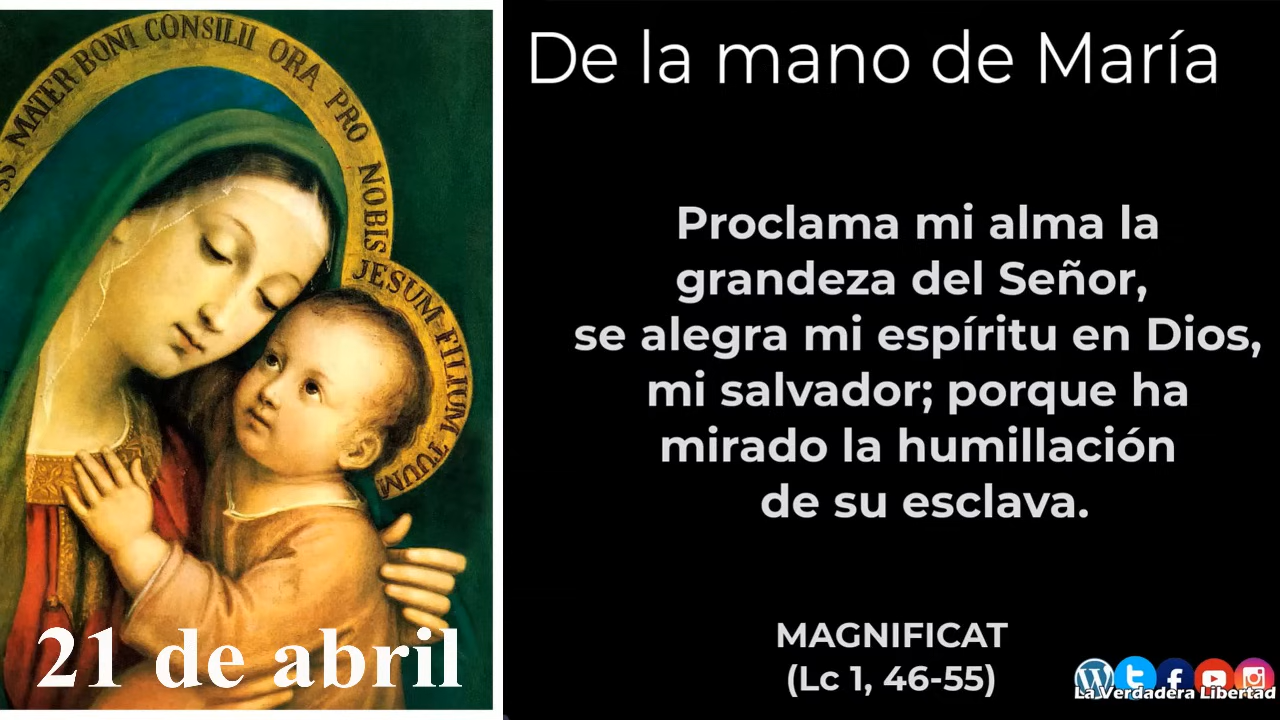 SS MATER BONI CONSILII ORA PRO NOBIS
JESUM FILIUM TUUM
21 de abril
De la mano de María
Proclama mi alma la
grandeza del Señor,
se alegra mi espíritu en Dios,
mi salvador; porque ha
mirado la humillación
de su esclava.
MAGNIFICAT
(Lc 1, 46-55)
La Verdadera Libertad